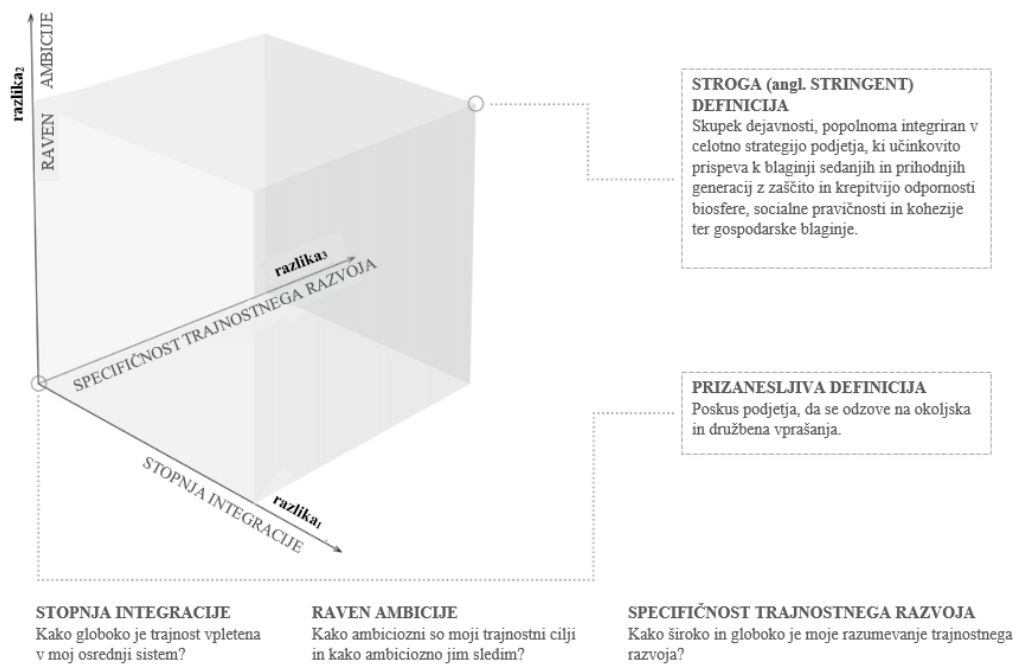 AMBICIJE
razlika2
RAVEN
STROGA (angl. STRINGENT)
DEFINICIJA
Skupek dejavnosti, popolnoma integriran v
celotno strategijo podjetja, ki učinkovito
prispeva k blaginji sedanjih in prihodnjih
generacij z zaščito in krepitvijo odpornosti
biosfere, socialne pravičnosti in kohezije
ter gospodarske blaginje.
razlika3
SPECIFIČNOST TRAJNOSTNEGA RAZVOJA
PRIZANESLJIVA DEFINICIJA
Poskus podjetja, da se odzove na okoljska
in družbena vprašanja.
STOPNJA INTEGRACIJE
razlika1
STOPNJA INTEGRACIJE
Kako globoko je trajnost vpletena
v moj osrednji sistem?
RAVEN AMBICIJE
Kako ambiciozni so moji trajnostni cilji
in kako ambiciozno jim sledim?
SPECIFIČNOST TRAJNOSTNEGA RAZVOJA
Kako široko in globoko je moje razumevanje trajnostnega
razvoja?